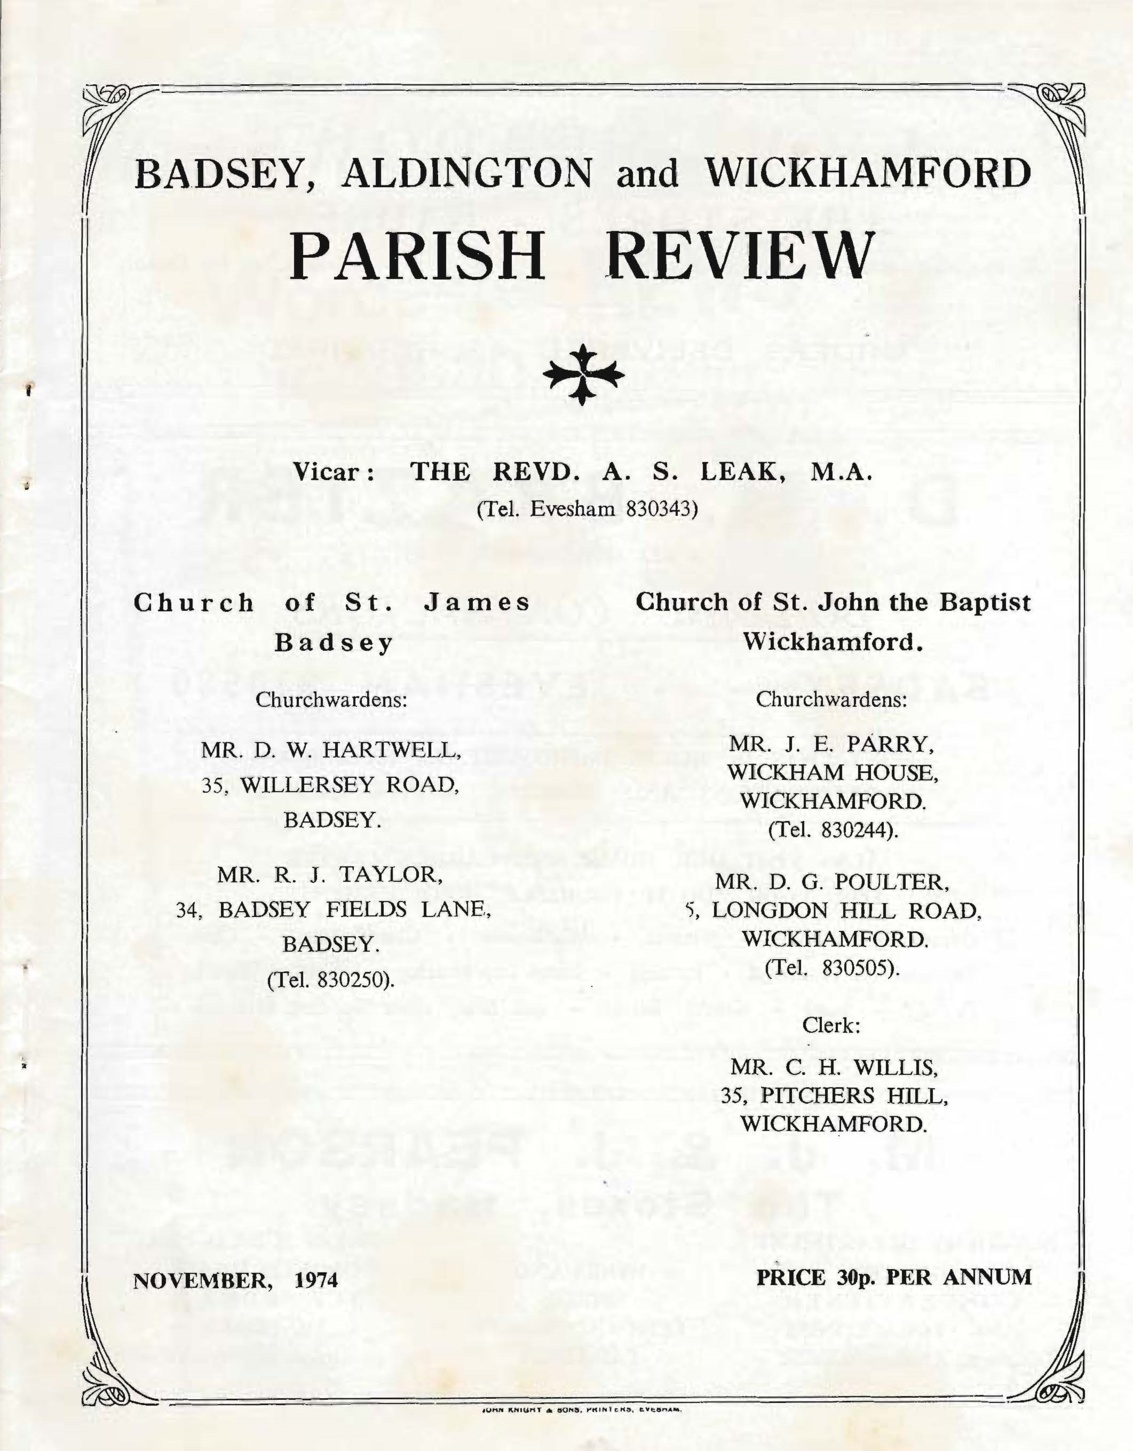 BADSEY, ALDINGTON and WICKHAMFORD
PARISH REVIEW
Vicar: THE REVD. A. S. LEAK, M.A.
(Tel. Evesham 830343)
Church of St. James
Badsey
Churchwardens:
MR. D. W. HARTWELL,
35, WILLERSEY ROAD,
BADSEY.
MR. R. J. TAYLOR,
34, BADSEY FIELDS LANE,
BADSEY.
(Tel. 830250).
Church of St. John the Baptist
Wickhamford.
Churchwardens:
MR. J. E. PARRY,
WICKHAM HOUSE,
WICKHAMFORD.
(Tel. 830244).
MR. D. G. POULTER,
5, LONGDON HILL ROAD,
WICKHAMFORD.
(Tel. 830505).
Clerk:
MR. C. H. WILLIS,
35, PITCHERS HILL,
WICKHAMFORD.
NOVEMBER, 1974
PRICE 30p. PER ANNUM
JOHN KNIGHT & SONS, PRINTERS, EVESHAM.